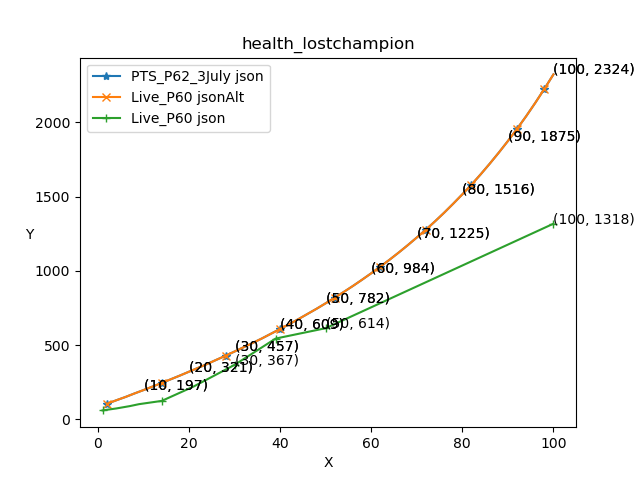 health_lostchampion
PTS_P62_3July json
Live_P60 jsonAlt
Live_P60 json
(100, 2324)
(90, 1875)
(80, 1516)
(70, 1225)
(100, 1318)
(60, 984)
(50, 782)
(40, 609)
(50, 614)
(30, 457)
(30, 367)
(20, 321)
(10, 197)
Y
2000
1500
1000
500
0
0 20 40 60 80 100
X